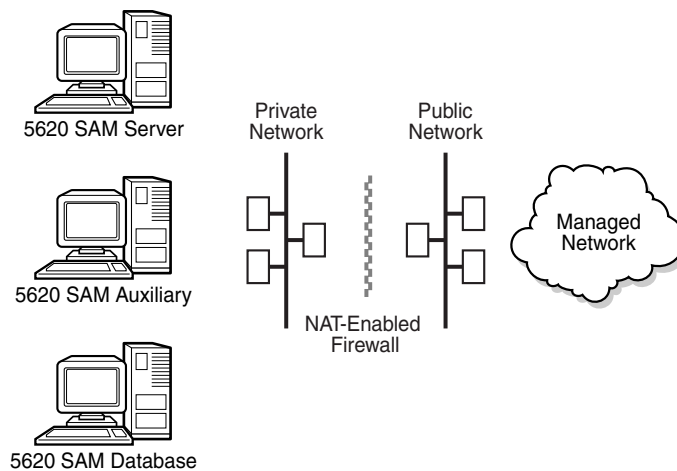 5620 SAM Server
Private
Network
Public
Network
Managed
Network
5620 SAM Auxiliary
NAT-Enabled
Firewall
5620 SAM Database